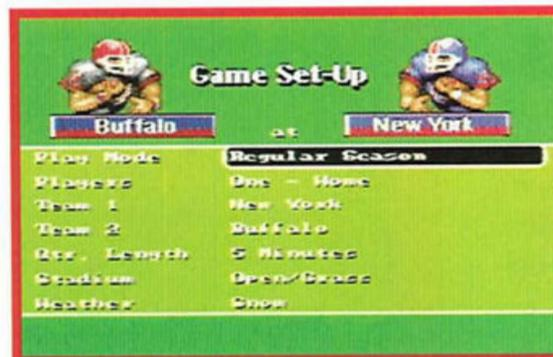 Game Set-Up
Buffalo at New York
Play Mode Regular Season
Players One - Home
Team 1 New York
Team 2 Buffalo
Qtr. Length 5 Minutes
Stadium Open/Grass
Weather Snow